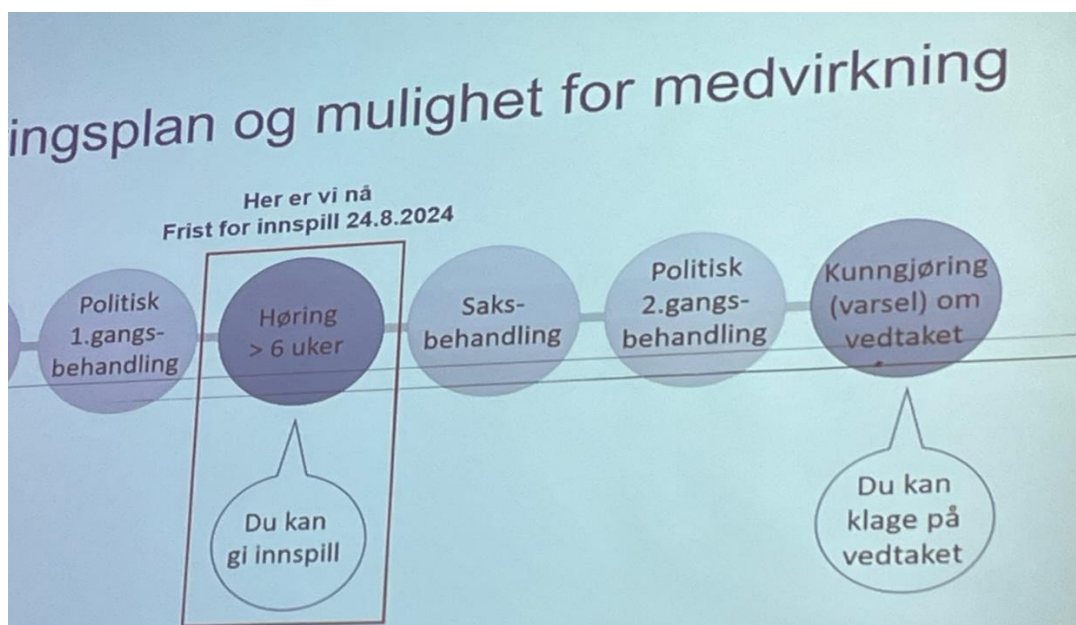 ingsplan og mulighet for medvirkning
Her er vi nå
Frist for innspill 24.8.2024
Politisk
1.gangs-
behandling
Høring
> 6 uker
Saks-
behandling
Politisk
2.gangs-
behandling
Kunngjøring
(varsel) om
vedtaket
Du kan
gi innspill
Du kan
klage på
vedtaket